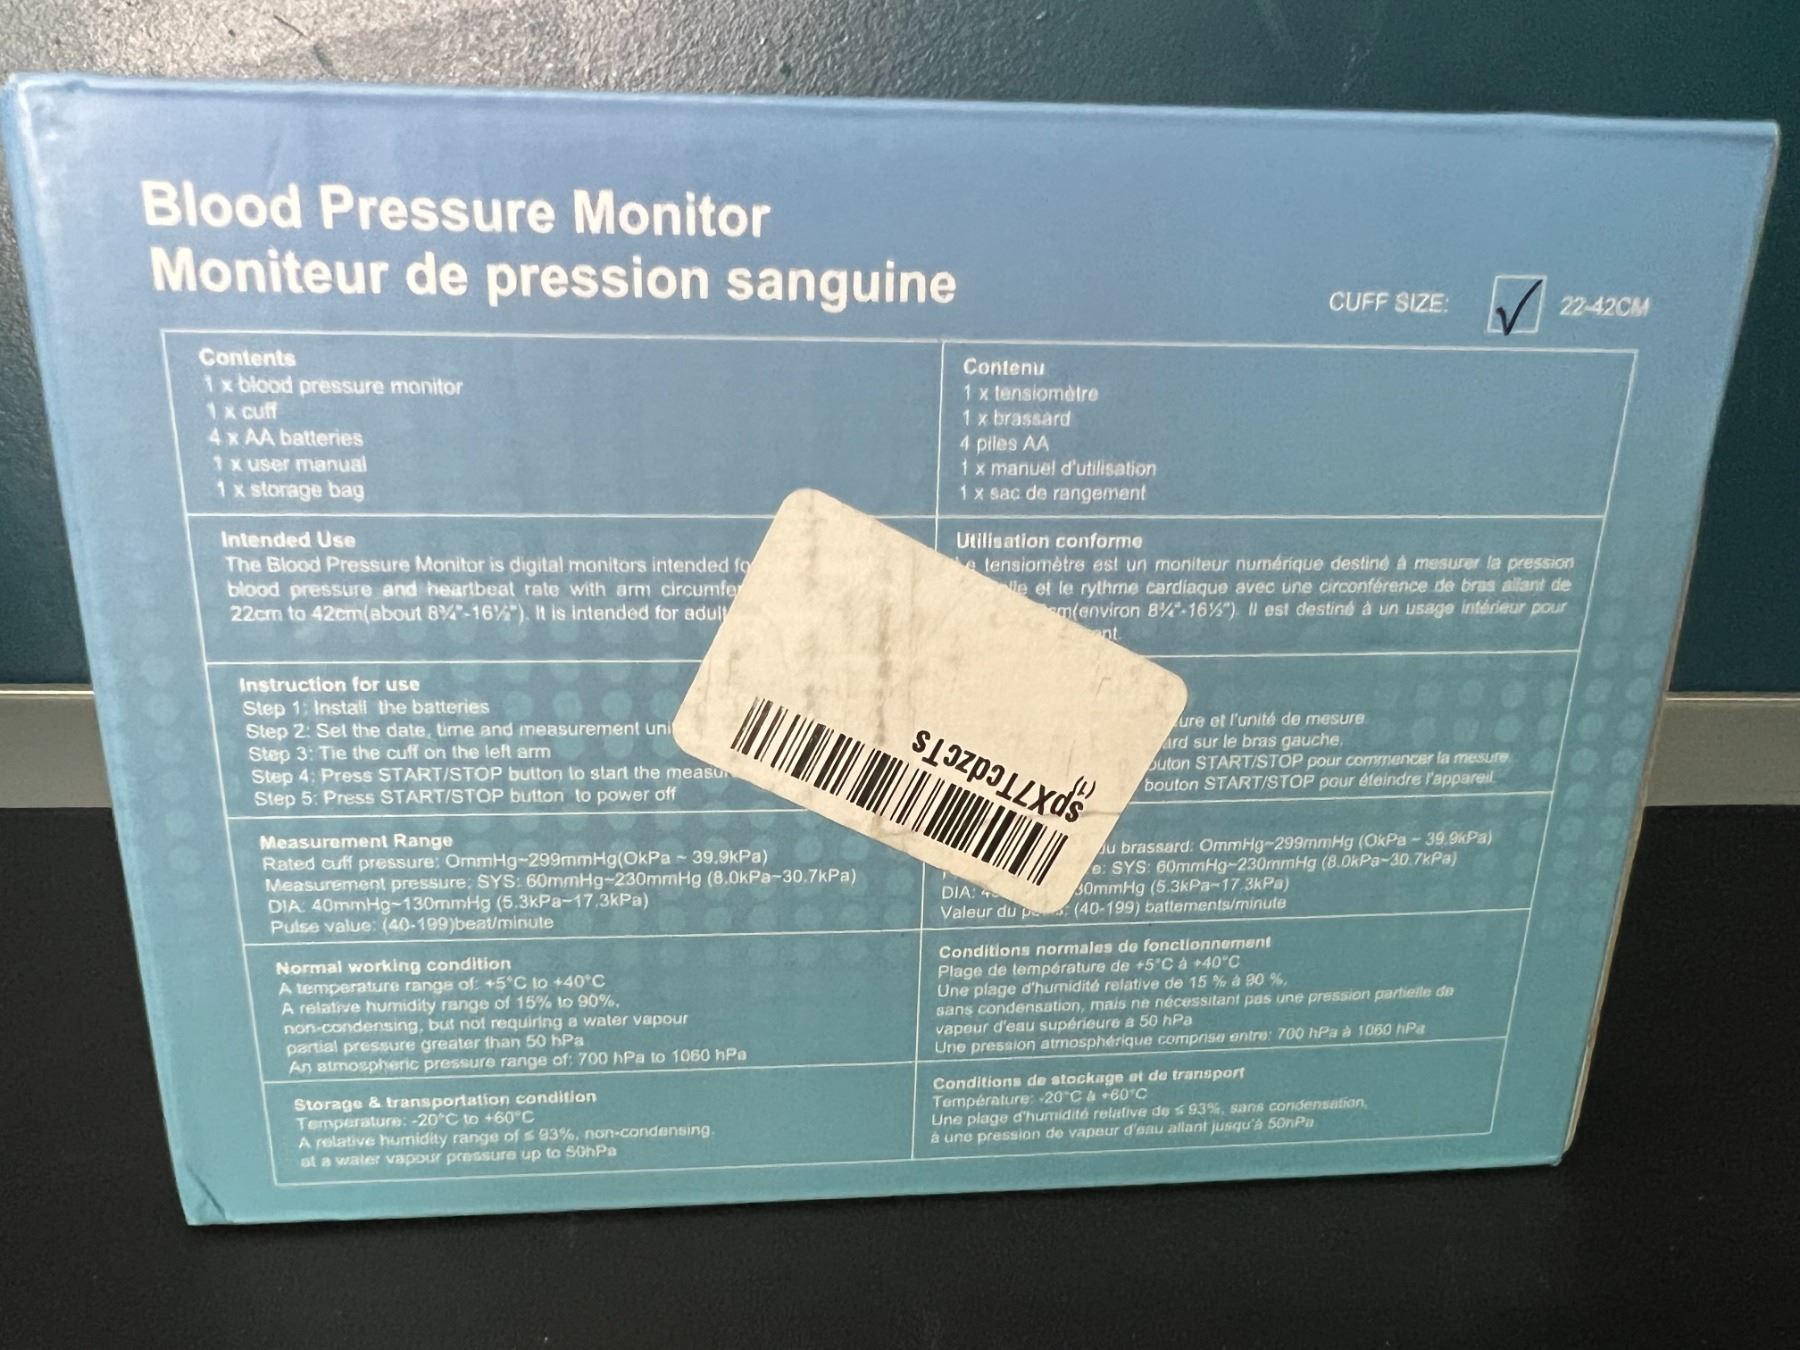 Blood Pressure Monitor
Moniteur de pression sanguine
CUFF SIZE: ✓ 22-42CM
Contents
1 x blood pressure monitor
1 x cuff
4 x AA batteries
1 x user manual
1 x storage bag
Contenu
1 x tensiomètre
1 x brassard
4 piles AA
1 x manuel d'utilisation
1 x sac de rangement
Intended Use
The Blood Pressure Monitor is digital monitors intended fo
blood pressure and heartbeat rate with arm circumfer
22cm to 42cm(about 8¾"-16½"). It is intended for adult
Utilisation conforme
tensiomètre est un moniteur numérique destiné à mesurer la pression
et le rythme cardíaque avec une circonférence de bras allant de
cm(environ 8¾"-16½"). Il est destiné à un usage intérieur pour
ant.
Instruction for use
Step 1: Install the batteries
Step 2: Set the date, time and measurement uni
Step 3: Tie the cuff on the left arm
Step 4: Press START/STOP button to start the measur
Step 5: Press START/STOP button to power off
ure et l'unité de mesure.
ard sur le bras gauche.
outon START/STOP pour commencer la mesure.
bouton START/STOP pour éteindre l'appareil.
spX7TcdzcTS
(1)
Measurement Range
Rated cuff pressure: OmmHg~299mmHg(OkPa ~ 39.9kPa)
Measurement pressure: SYS: 60mmHg~230mmHg (8.0kPa~30.7kPa)
DIA: 40mmHg~130mmHg (5.3kPa~17.3kPa)
Pulse value: (40-199)beat/minute
u brassard: OmmHg~299mmHg (OkPa ~ 39.9kPa)
e: SYS: 60mmHg~230mmHg (8.0kPa~30.7kPa)
DIA: 4 30mmHg (5.3kPa~17.3kPa)
Valeur du (40-199) battements/minute
Normal working condition
A temperature range of: +5°C to +40°C
A relative humidity range of 15% to 90%,
non-condensing, but not requiring a water vapour
partial pressure greater than 50 hPa
An atmospheric pressure range of: 700 hPa to 1060 hPa
Conditions normales de fonctionnement
Plage de température de +5°C à +40°C
Une plage d'humidité relative de 15 % à 90 %,
sans condensation, mais ne nécessitant pas une pression partielle de
vapeur d'eau supérieure à 50 hPa
Une pression atmosphérique comprise entre: 700 hPa à 1060 hPa
Storage & transportation condition
Temperature: -20°C to +60°C
A relative humidity range of ≤ 93%, non-condensing.
at a water vapour pressure up to 50hPa
Conditions de stockage et de transport
Température: -20°C à +60°C
Une plage d'humidité relative de ≤ 93%, sans condensation,
à une pression de vapeur d'eau allant jusqu'à 50hPa